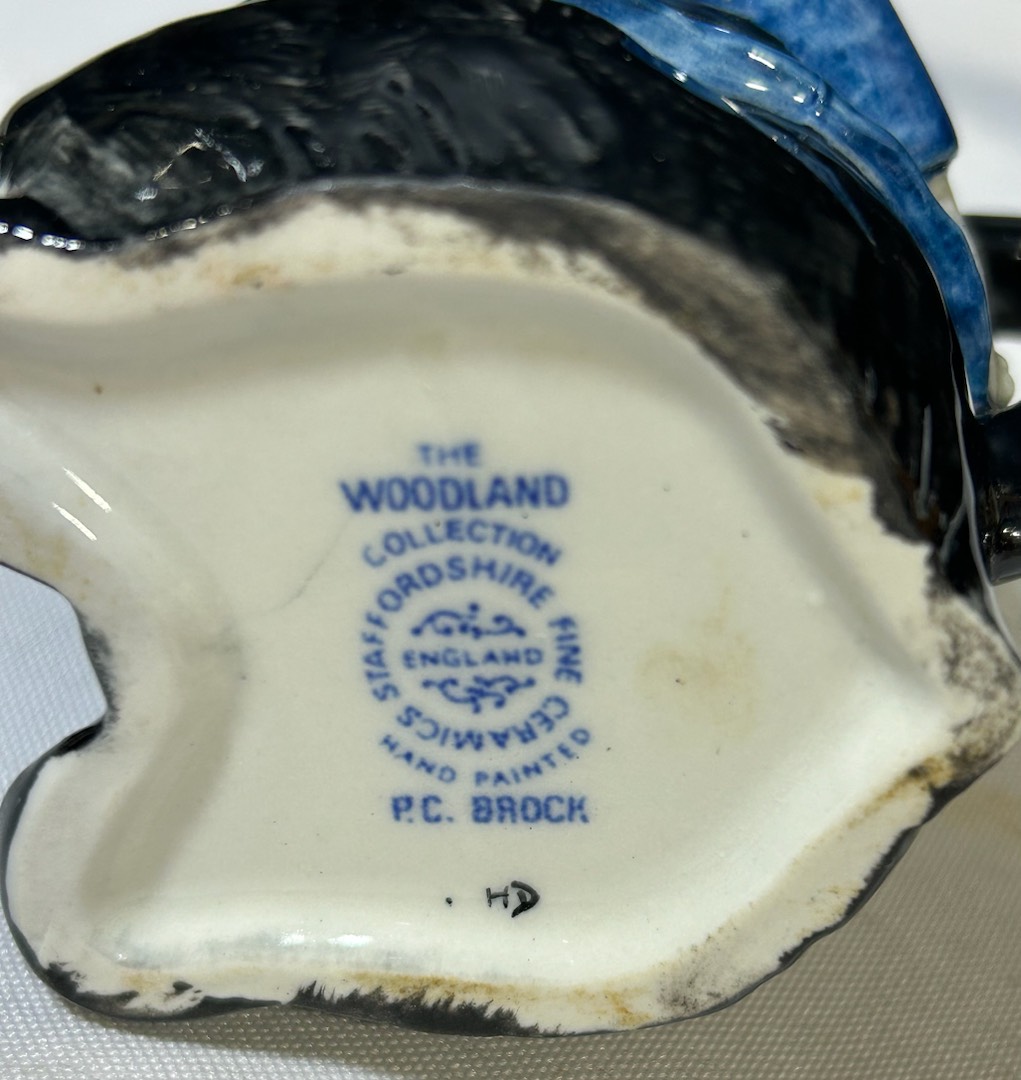 THE
WOODLAND
COLLECTION
STAFFORDSHIRE FINE CERAMICS
ENGLAND
HAND PAINTED
P.C. BROCK